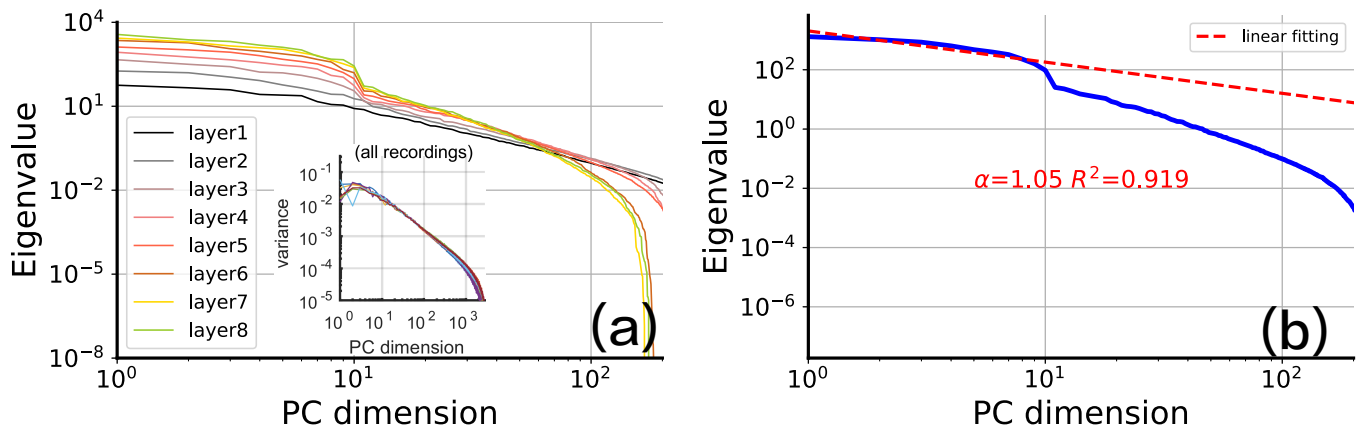 10^4
10^1
10^-2
10^-5
10^-8
Eigenvalue
layer1
layer2
layer3
layer4
layer5
layer6
layer7
layer8
(all recordings)
10^-1
10^-2
10^-3
10^-4
10^-5
variance
10^0 10^1 10^2 10^3
PC dimension
(a)
10^0 10^1 10^2
PC dimension
linear fitting
10^2
10^0
10^-2
10^-4
10^-6
Eigenvalue
α=1.05 R^2=0.919
(b)
10^0 10^1 10^2
PC dimension